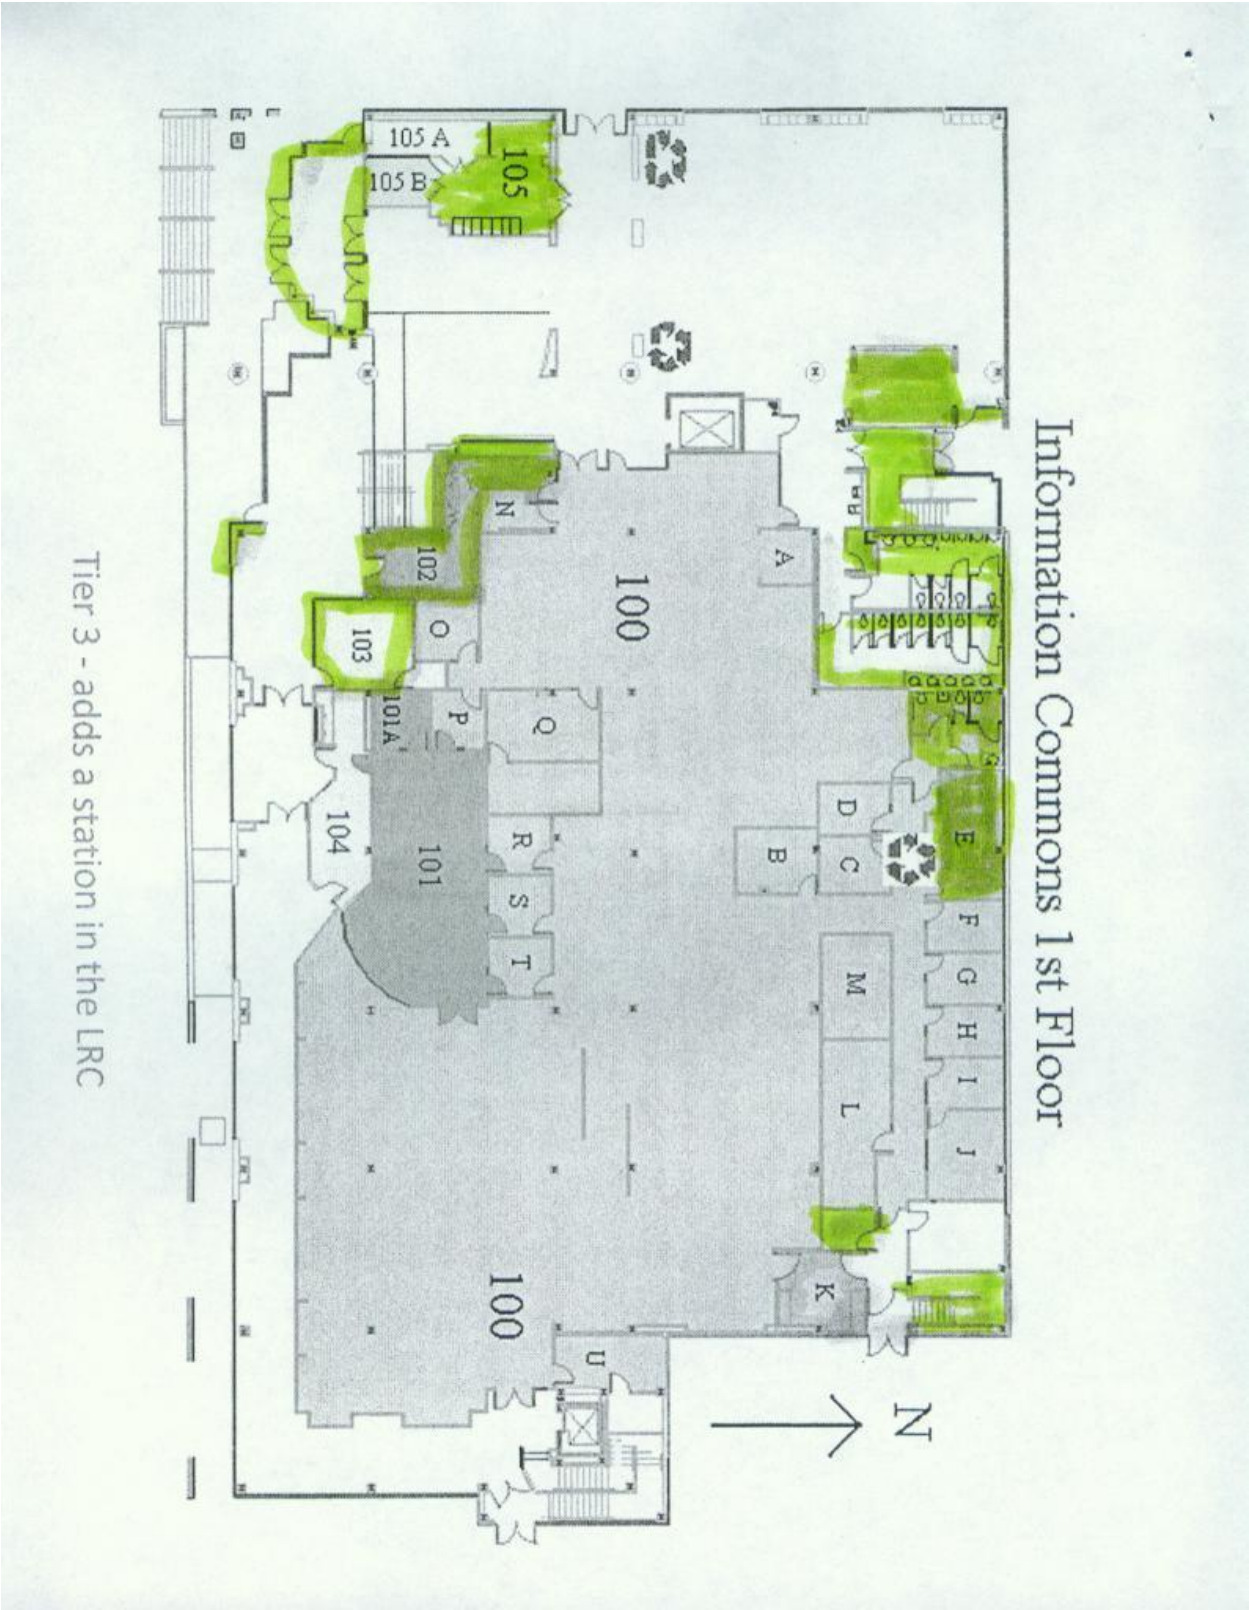 Information Commons 1st Floor
E F G H I J
N
D C M L K
A B
100
U
105 N Q R S T 100
105 A
105 B
102 O P 101
101A
103 104
Tier 3 - adds a station in the LRC